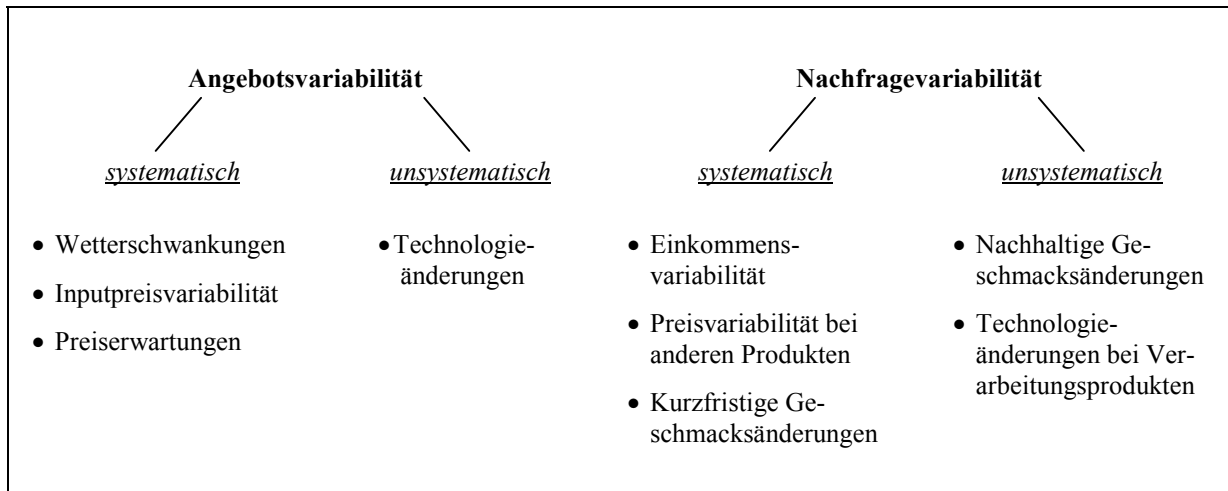 Angebotsvariabilität
systematisch
• Wetterschwankungen
• Inputpreisvariabilität
• Preiserwartungen
unsystematisch
• Technologie-
änderungen
Nachfragevariabilität
systematisch
• Einkommens-
variabilität
• Preisvariabilität bei
anderen Produkten
• Kurzfristige Ge-
schmacksänderungen
unsystematisch
• Nachhaltige Ge-
schmacksänderungen
• Technologie-
änderungen bei Ver-
arbeitungsprodukten